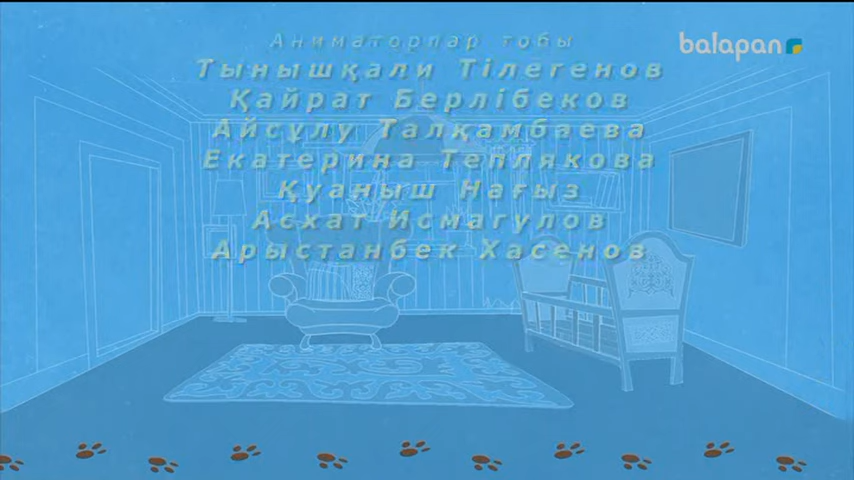 Аниматорлар тобы
balapan
Тынышқали Тілегенов
Қайрат Берлібеков
Айсұлу Талқамбаева
Екатерина Теплякова
Қуаныш Нағыз
Асхат Исмагулов
Арыстанбек Хасенов